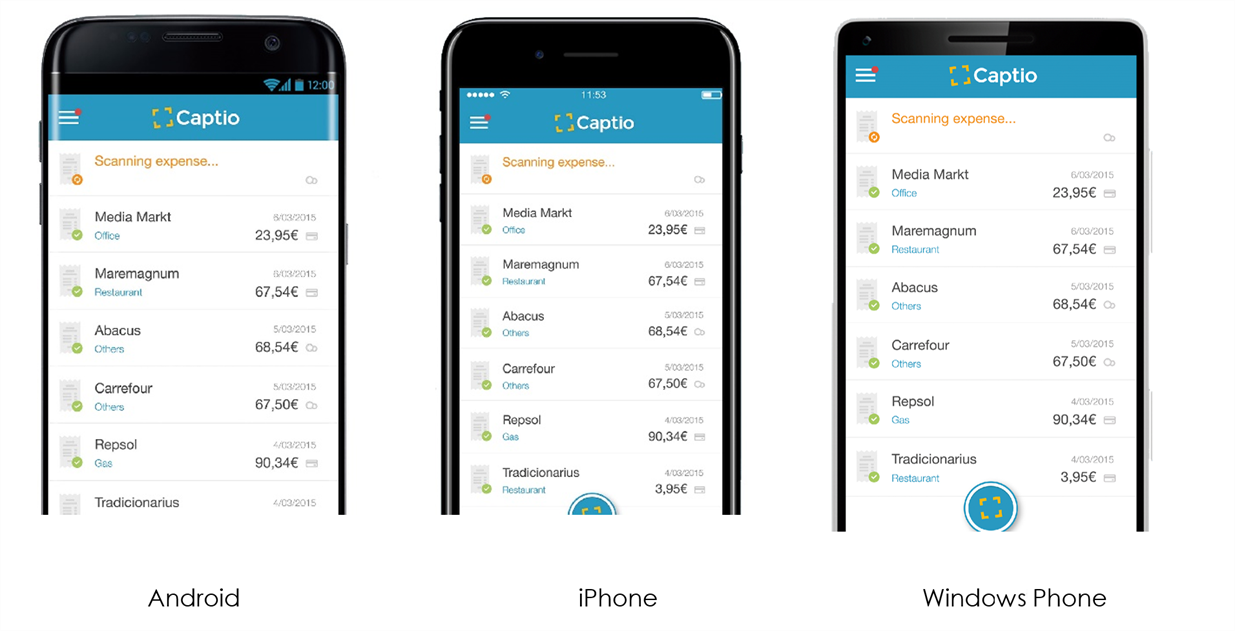 12:00
Captio
Scanning expense...
Media Markt 6/03/2015
Office 23,95€
Maremagnum 6/03/2015
Restaurant 67,54€
Abacus 5/03/2015
Others 68,54€
Carrefour 5/03/2015
Others 67,50€
Repsol 4/03/2015
Gas 90,34€
Tradicionarius 4/03/2015
Android
11:53
Captio
Scanning expense...
Media Markt 6/03/2015
Office 23,95€
Maremagnum 6/03/2015
Restaurant 67,54€
Abacus 5/03/2015
Others 68,54€
Carrefour 5/03/2015
Others 67,50€
Repsol 4/03/2015
Gas 90,34€
Tradicionarius 4/03/2015
Restaurant 3,95€
iPhone
Captio
Scanning expense...
Media Markt 6/03/2015
Office 23,95€
Maremagnum 6/03/2015
Restaurant 67,54€
Abacus 5/03/2015
Others 68,54€
Carrefour 5/03/2015
Others 67,50€
Repsol 4/03/2015
Gas 90,34€
Tradicionarius 4/03/2015
Restaurant 3,95€
Windows Phone